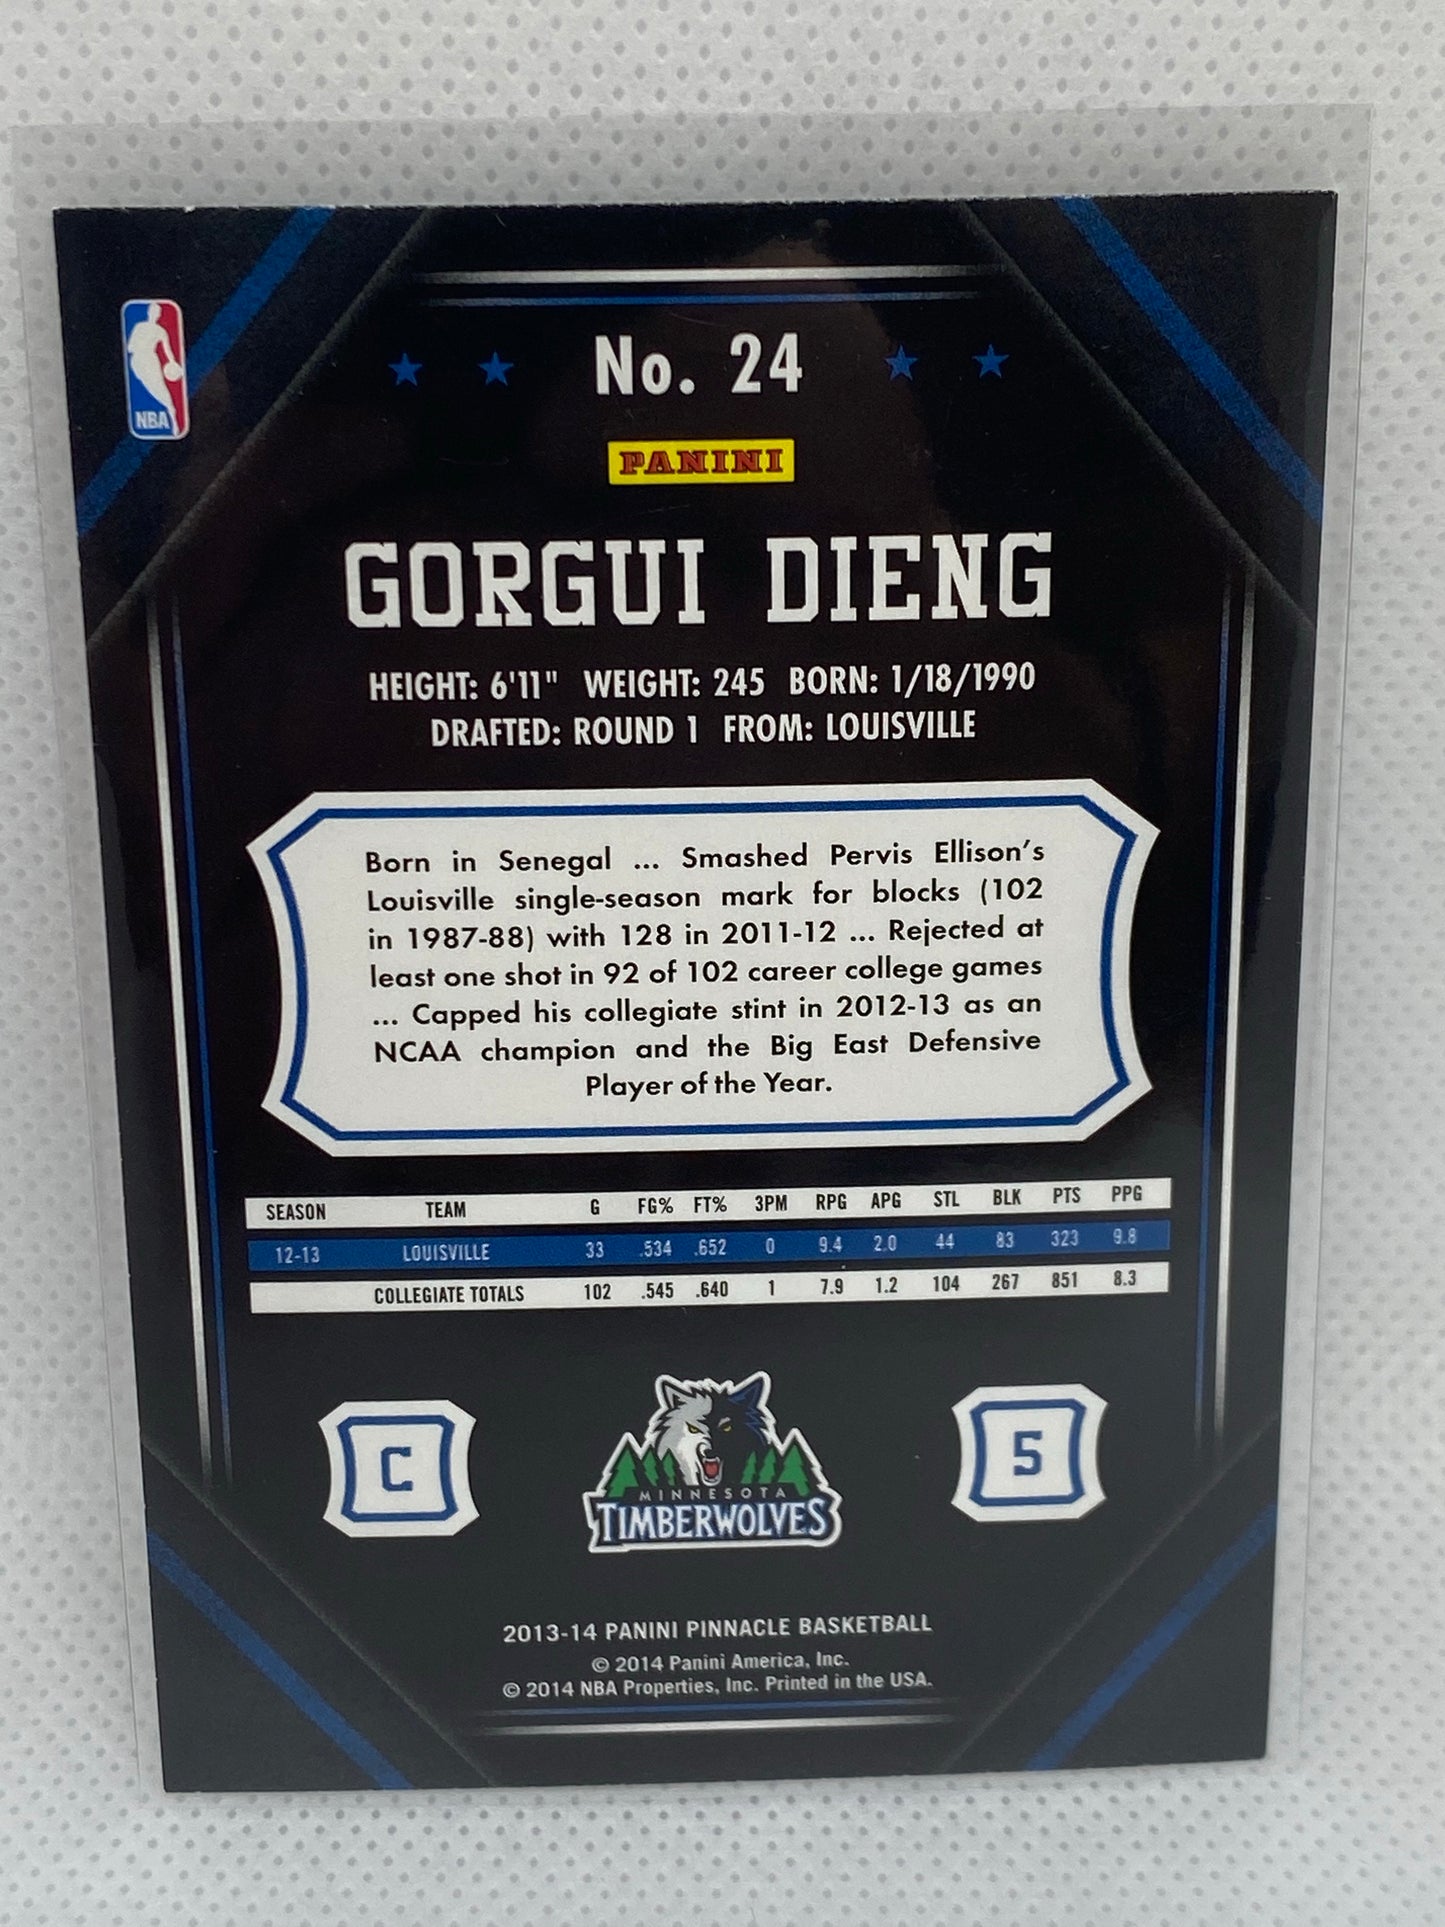 NBA
No. 24
PANINI
GORGUI DIENG
HEIGHT: 6'11" WEIGHT: 245 BORN: 1/18/1990
DRAFTED: ROUND 1 FROM: LOUISVILLE
Born in Senegal ... Smashed Pervis Ellison's
Louisville single-season mark for blocks (102
in 1987-88) with 128 in 2011-12 ... Rejected at
least one shot in 92 of 102 career college games
... Capped his collegiate stint in 2012-13 as an
NCAA champion and the Big East Defensive
Player of the Year.
SEASON TEAM G FG% FT% 3PM RPG APG STL BLK PTS PPG
12-13 LOUISVILLE 33 .534 .652 0 9.4 2.0 44 83 323 9.8
COLLEGIATE TOTALS 102 .545 .640 1 7.9 1.2 104 267 851 8.3
C
MINNESOTA
TIMBERWOLVES
5
2013-14 PANINI PINNACLE BASKETBALL
© 2014 Panini America, Inc.
© 2014 NBA Properties, Inc. Printed in the USA.